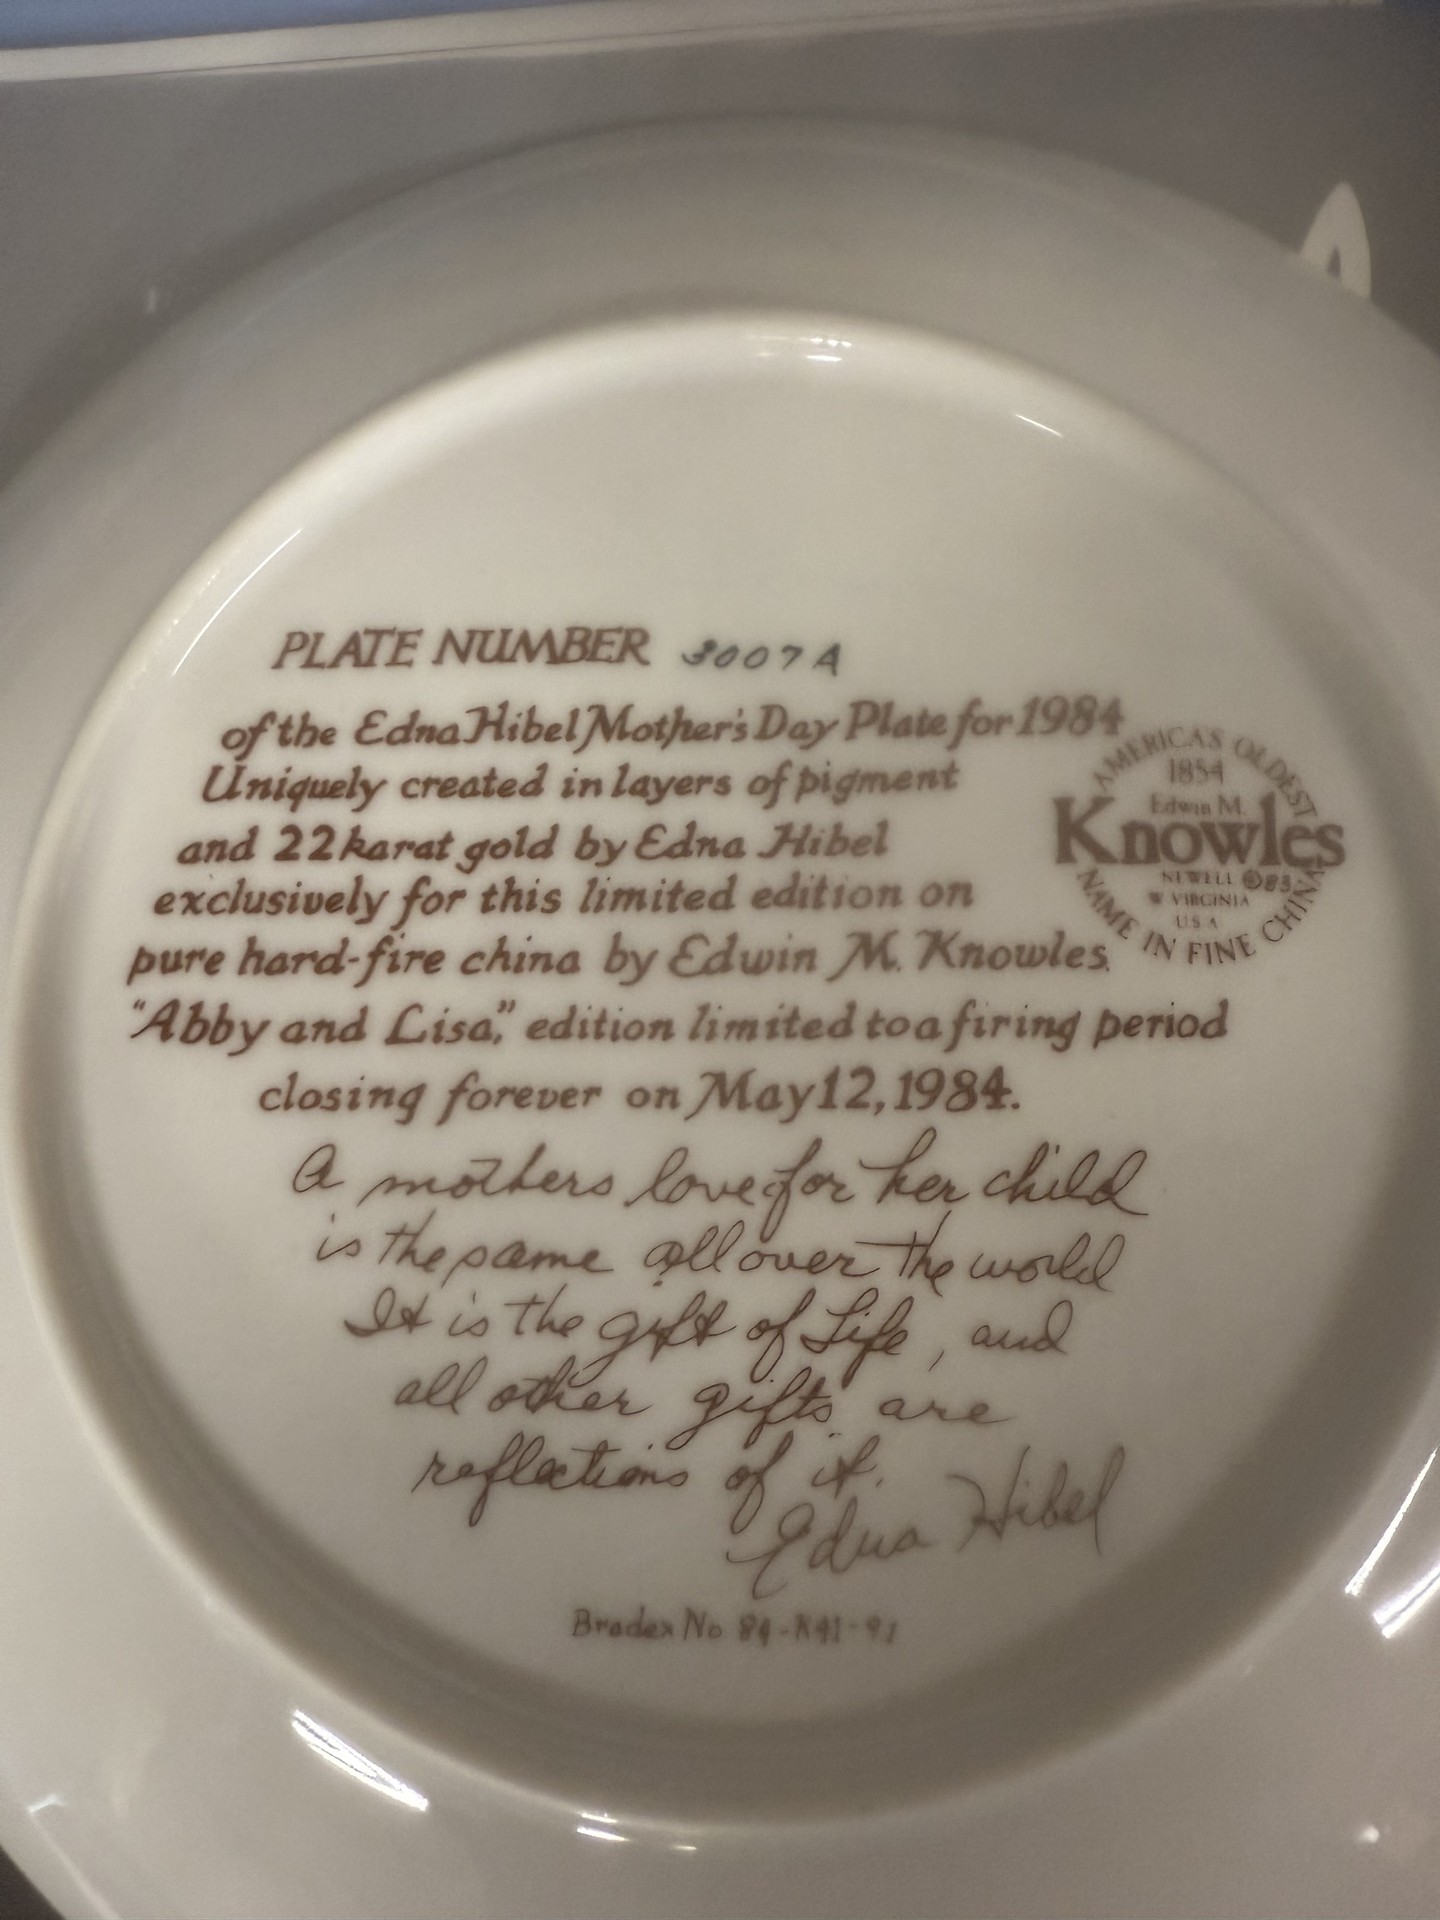 PLATE NUMBER 3007A
of the Edna Hibel Mother's Day Plate for 1984
Uniquely created in layers of pigment
and 22 karat gold by Edna Hibel
exclusively for this limited edition on
pure hard-fire china by Edwin M. Knowles.
"Abby and Lisa," edition limited to a firing period
closing forever on May 12, 1984.
A mothers love for her child
is the same all over the world
It is the gift of Life, and
all other gifts are
reflections of it.
Edna Hibel
Bradex No 84-K41-91
AMERICA'S OLDEST
1854
Edwin M.
Knowles
NEWELL ©83
W VIRGINIA
U S A
NAME IN FINE CHINA